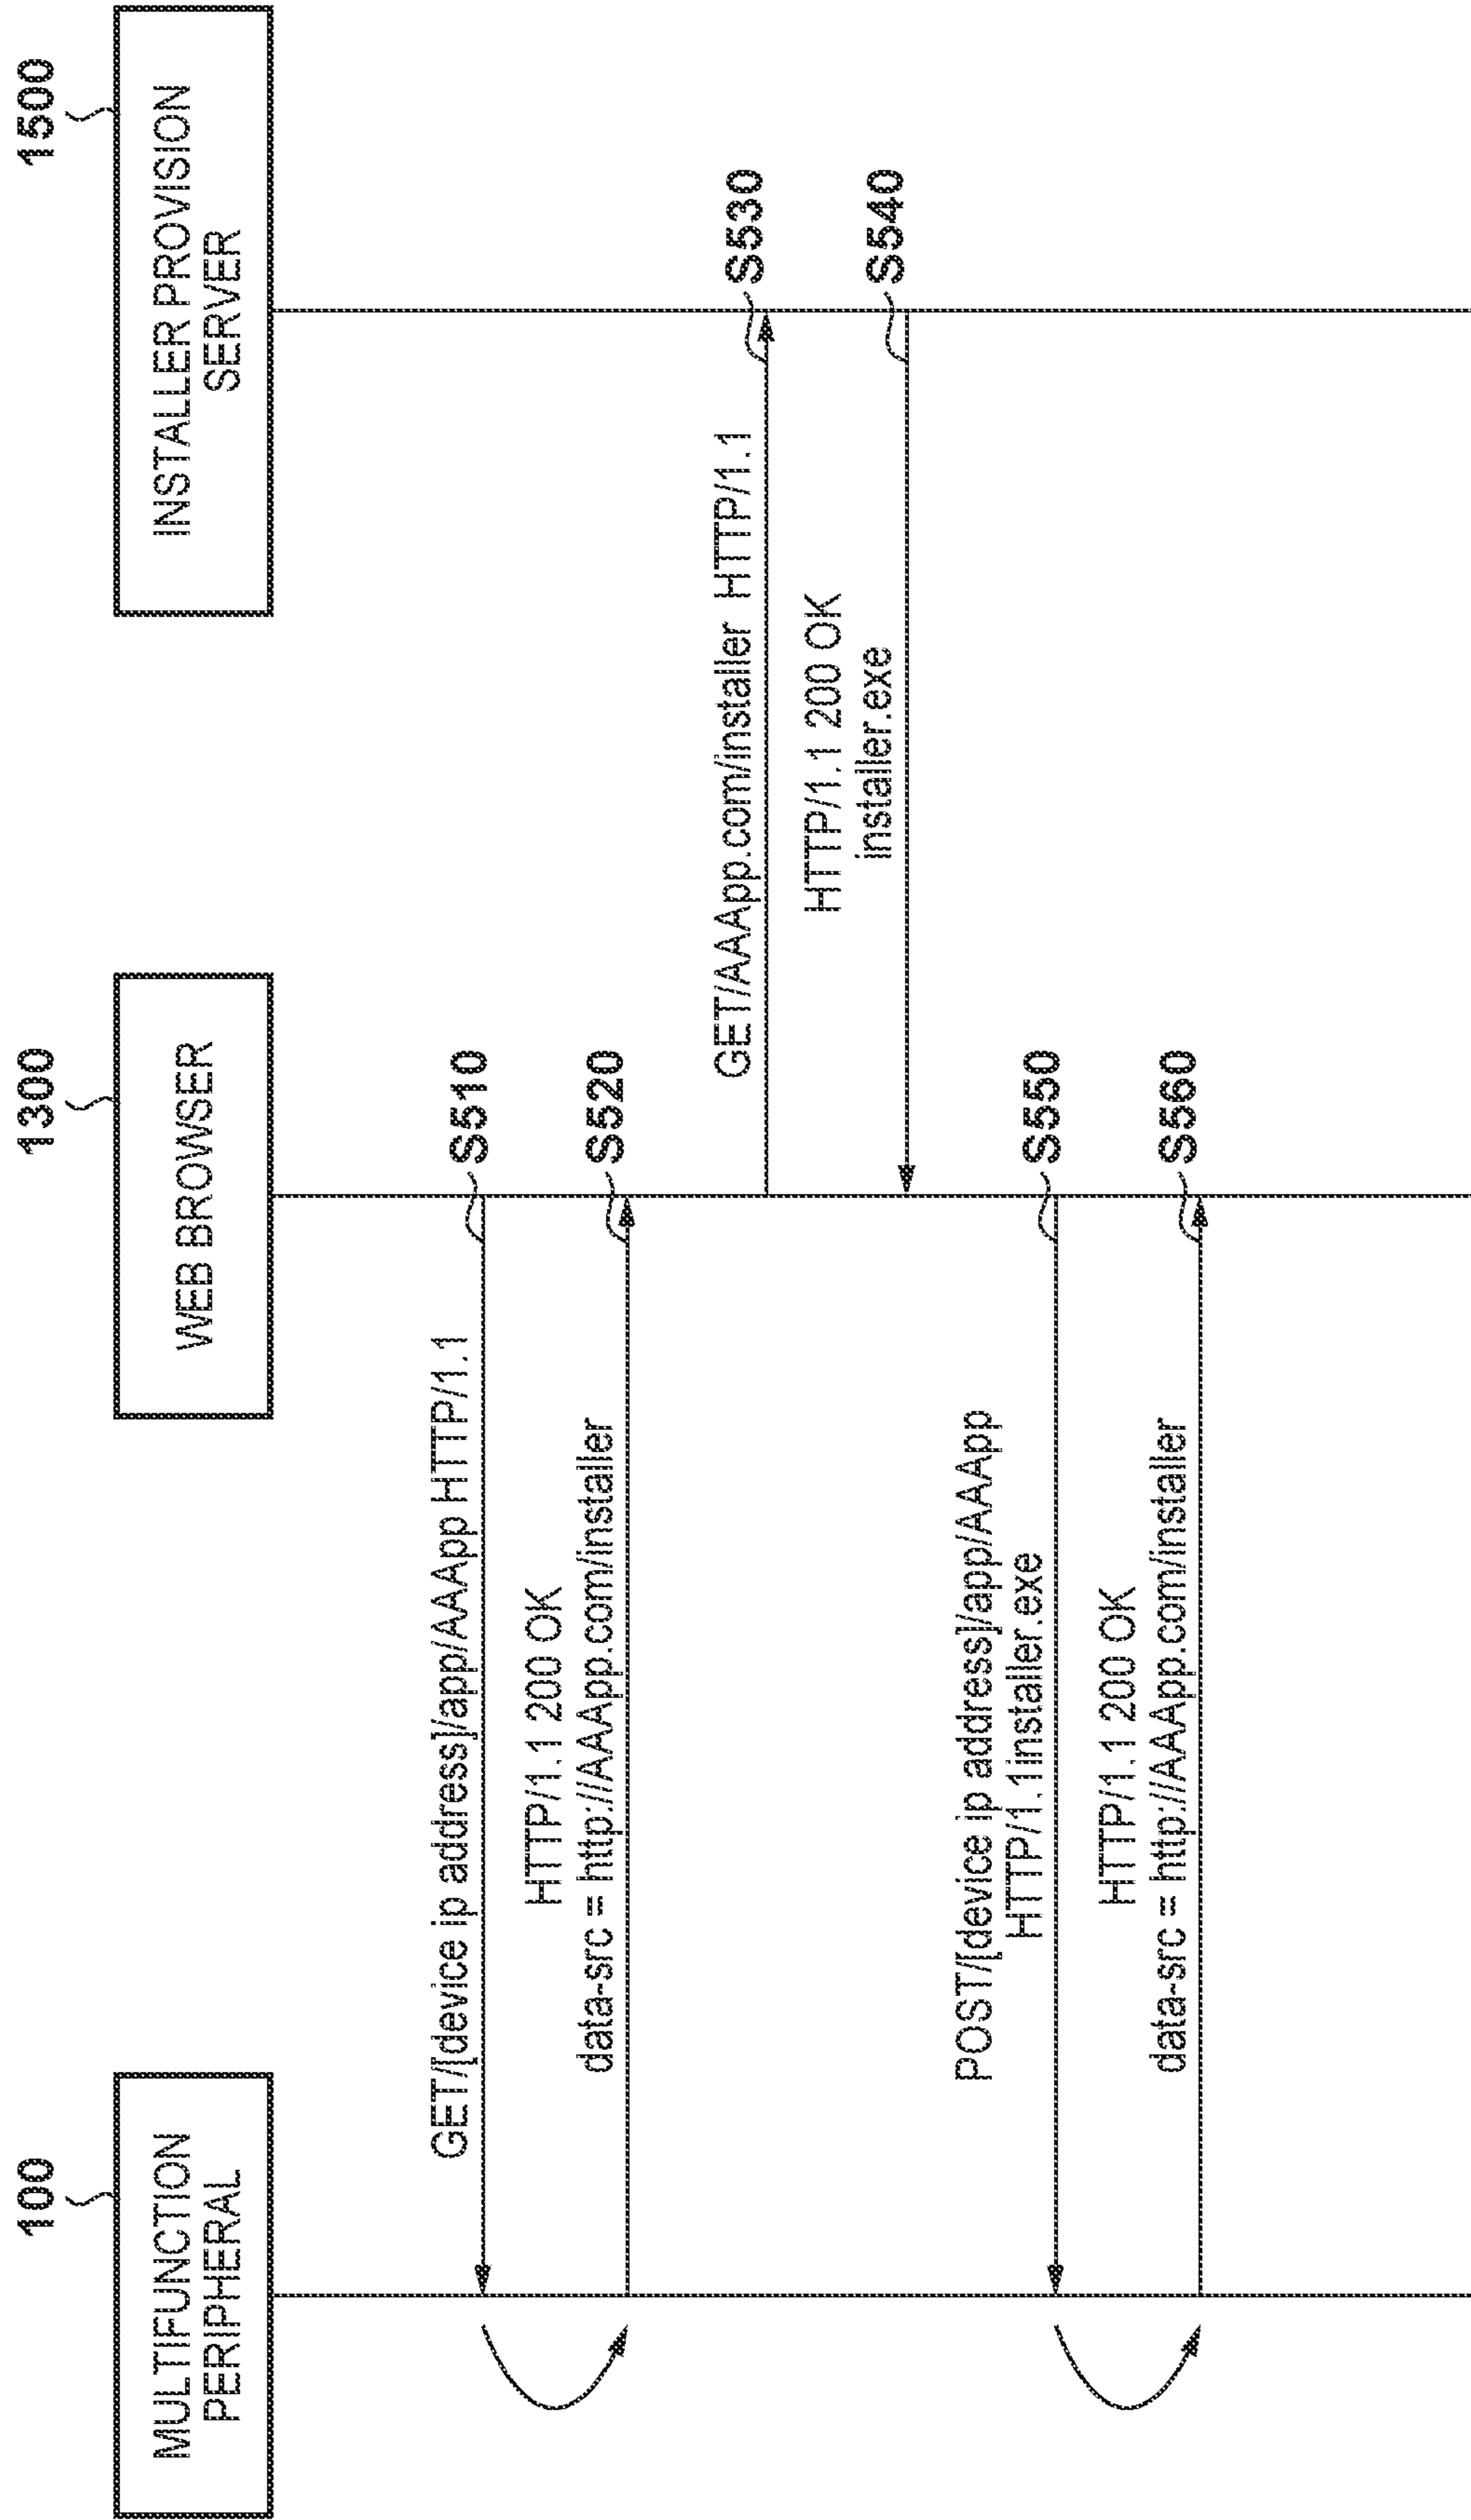 100
MULTIFUNCTION
PERIPHERAL
1300
WEB BROWSER
1500
INSTALLER PROVISION
SERVER
GET/[device ip address]/app/AAApp HTTP/1.1
S510
HTTP/1.1 200 OK
data-src = http://AAApp.com/installer
S520
GET/AAApp.com/installer HTTP/1.1
S530
HTTP/1.1 200 OK
installer.exe
S540
POST/[device ip address]/app/AAApp
HTTP/1.1installer.exe
S550
HTTP/1.1 200 OK
data-src = http://AAApp.com/installer
S560